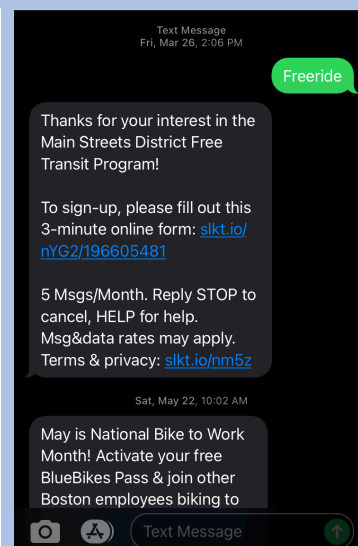 Text Message
Fri, Mar 26, 2:06 PM
Freeride
Thanks for your interest in the
Main Streets District Free
Transit Program!
To sign-up, please fill out this
3-minute online form: slkt.io/
nYG2/196605481
5 Msgs/Month. Reply STOP to
cancel, HELP for help.
Msg&data rates may apply.
Terms & privacy: slkt.io/nm5z
Sat, May 22, 10:02 AM
May is National Bike to Work
Month! Activate your free
BlueBikes Pass & join other
Boston employees biking to
Text Message